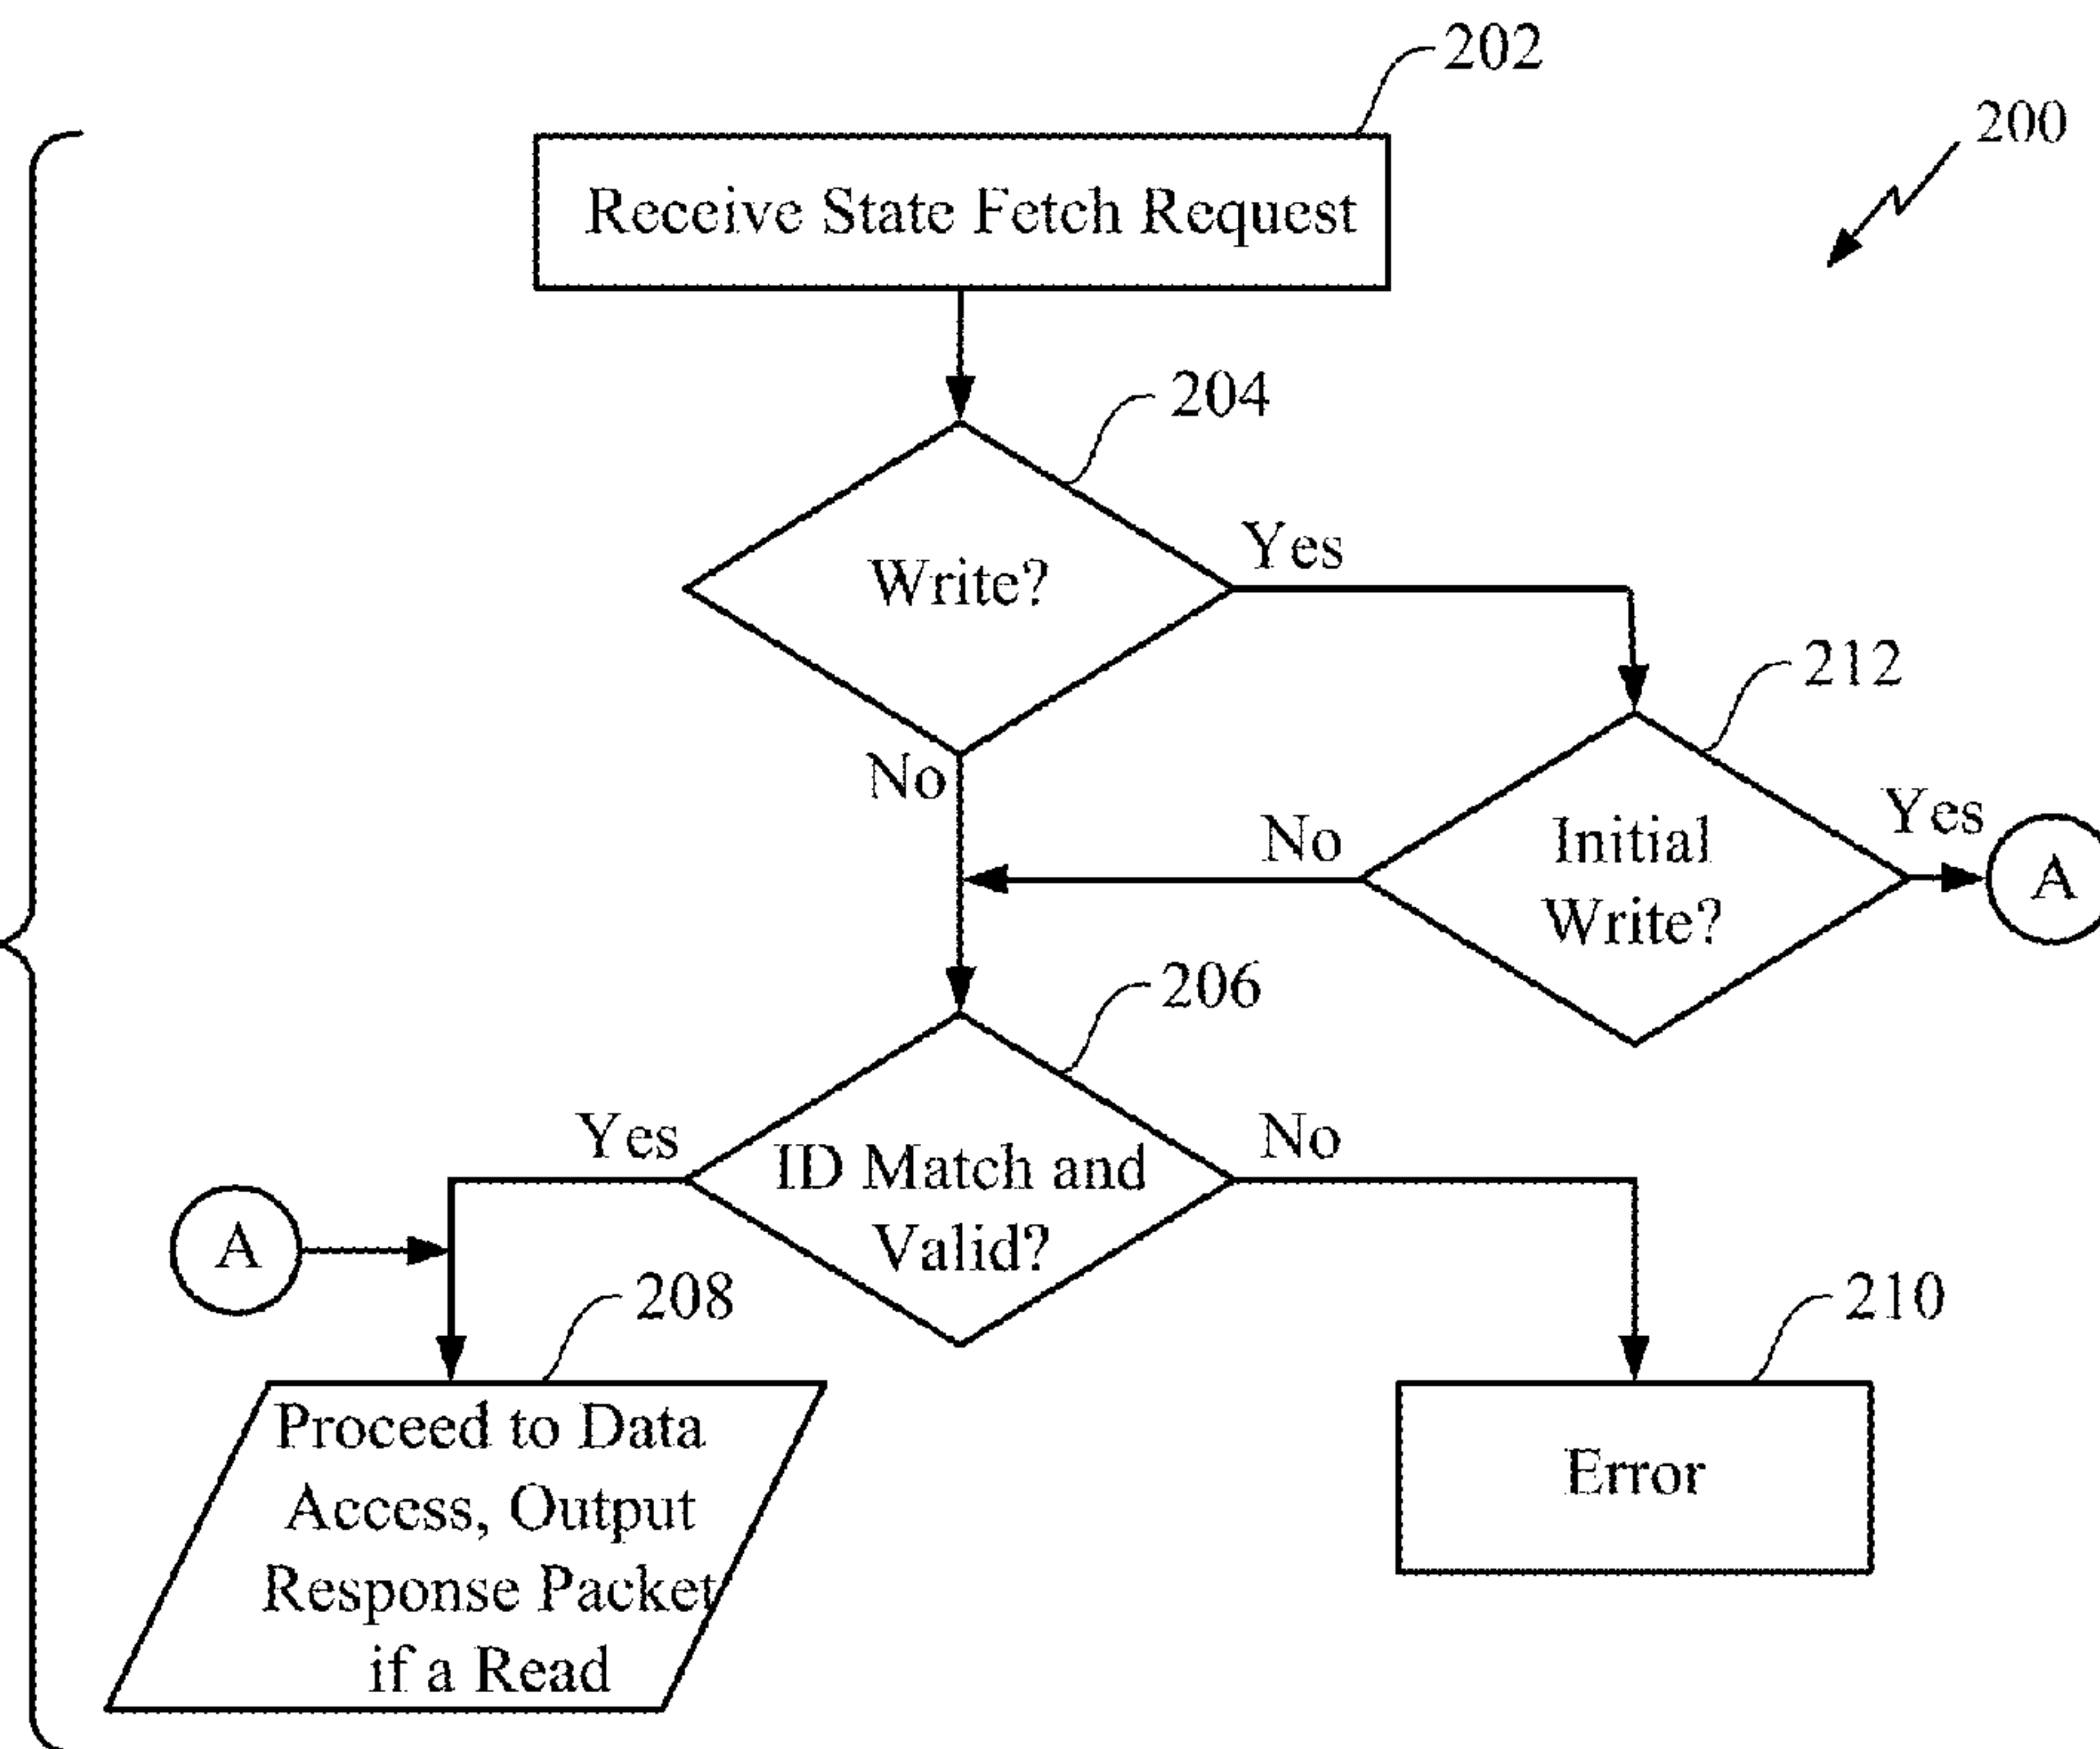 202
200
Receive State Fetch Request
204
Yes
Write?
212
No
Yes
No
Initial
Write?
A
206
Yes
No
ID Match and
Valid?
A
208
210
Proceed to Data
Access, Output
Response Packet
if a Read
Error